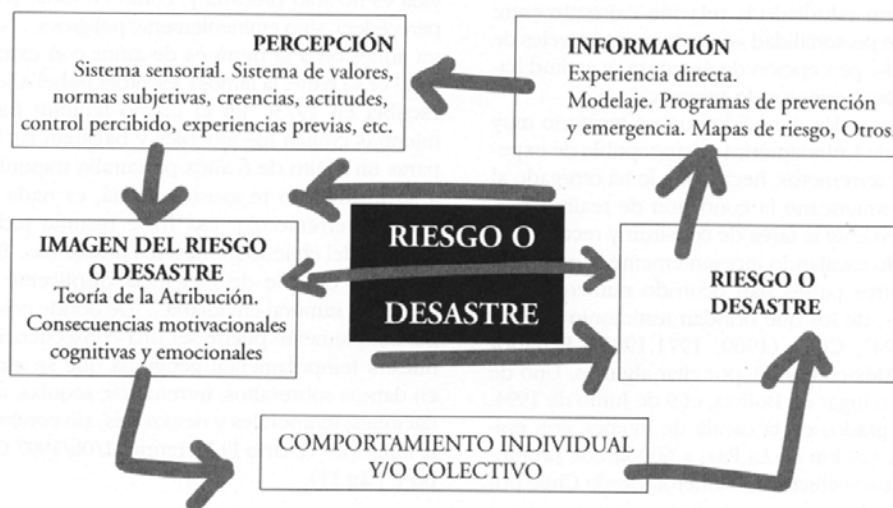 PERCEPCIÓN
Sistema sensorial. Sistema de valores,
normas subjetivas, creencias, actitudes,
control percibido, experiencias previas, etc.
INFORMACIÓN
Experiencia directa.
Modelaje. Programas de prevención
y emergencia. Mapas de riesgo, Otros.
IMAGEN DEL RIESGO
O DESASTRE
Teoría de la Atribución.
Consecuencias motivacionales
cognitivas y emocionales
RIESGO O
DESASTRE
RIESGO O
DESASTRE
COMPORTAMIENTO INDIVIDUAL
Y/O COLECTIVO